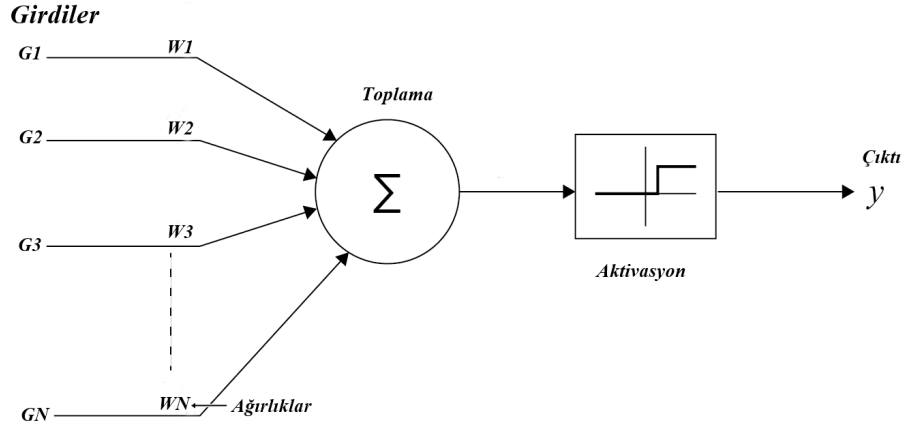 Girdiler
G1
W1
G2
W2
G3
W3
GN
WN
Ağırlıklar
Toplama
Σ
Aktivasyon
Çıktı
y